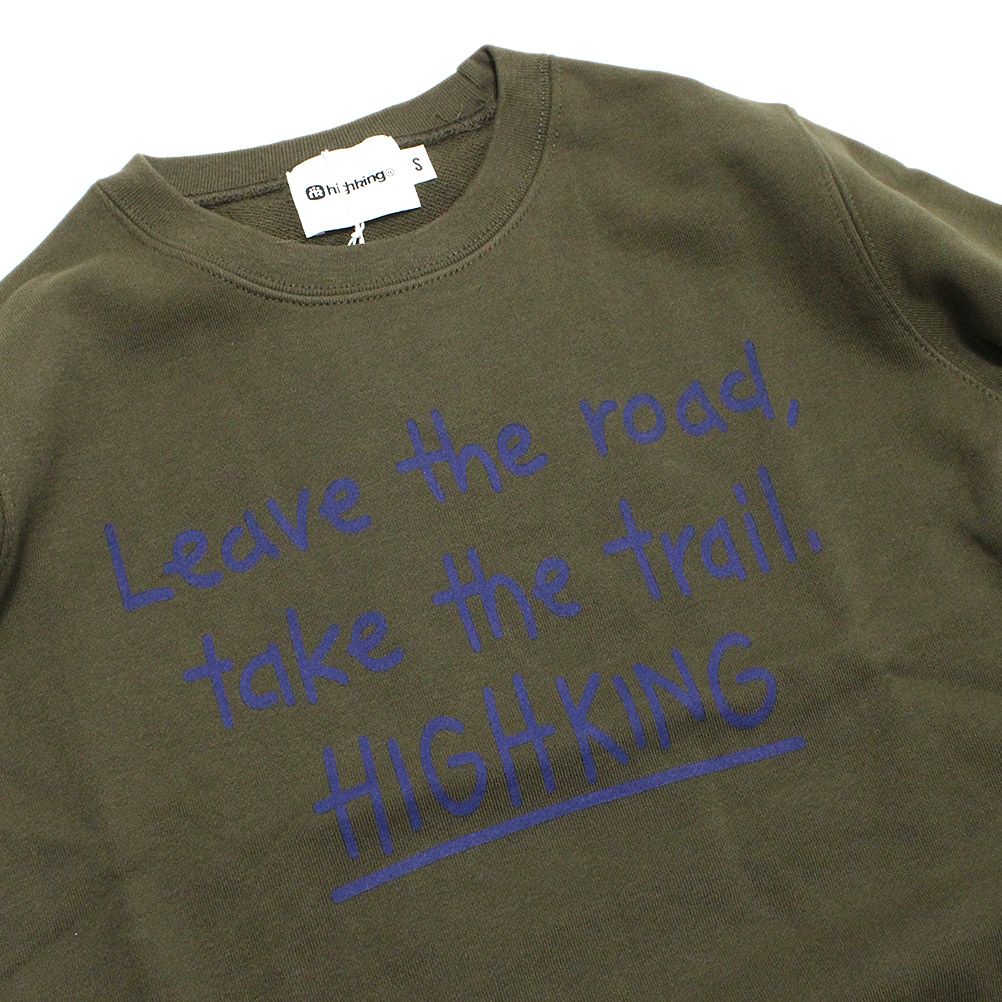 highking®
S
Leave the road,
take the trail.
HIGHKING